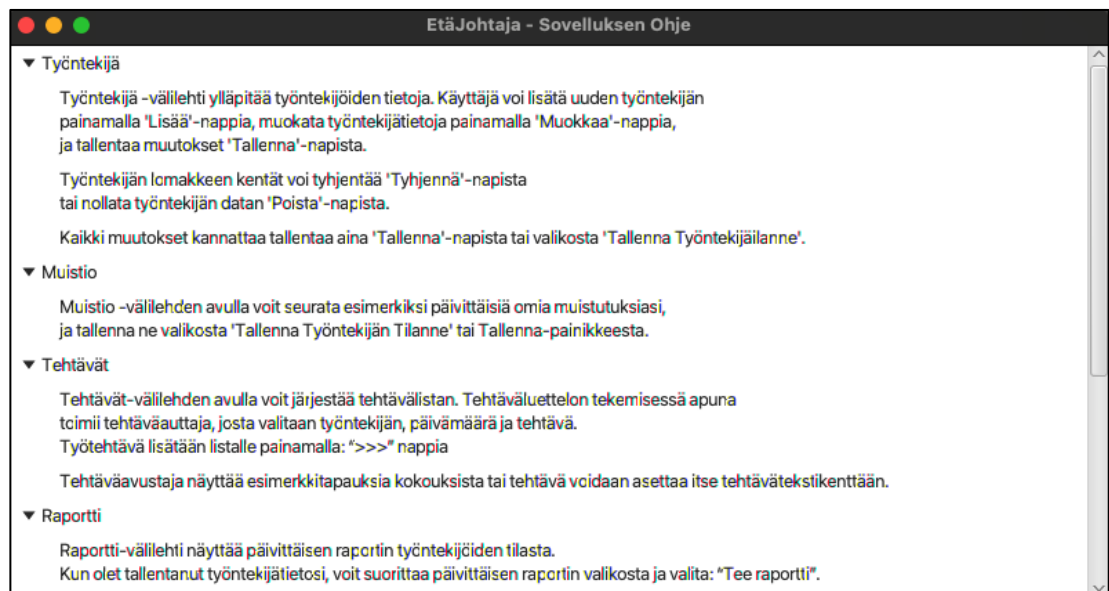 EtäJohtaja - Sovelluksen Ohje
Työntekijä
Työntekijä -välilehti ylläpitää työntekijöiden tietoja. Käyttäjä voi lisätä uuden työntekijän
painamalla 'Lisää'-nappia, muokata työntekijätietoja painamalla 'Muokkaa'-nappia,
ja tallentaa muutokset 'Tallenna'-napista.
Työntekijän lomakkeen kentät voi tyhjentää 'Tyhjennä'-napista
tai nollata työntekijän datan 'Poista'-napista.
Kaikki muutokset kannattaa tallentaa aina 'Tallenna'-napista tai valikosta 'Tallenna Työntekijäilanne'.
Muistio
Muistio -välilehden avulla voit seurata esimerkiksi päivittäisiä omia muistutuksiasi,
ja tallenna ne valikosta 'Tallenna Työntekijän Tilanne' tai Tallenna-painikkeesta.
Tehtävät
Tehtävät-välilehden avulla voit järjestää tehtävälistan. Tehtäväluettelon tekemisessä apuna
toimii tehtäväauttaja, josta valitaan työntekijän, päivämäärä ja tehtävä.
Työtehtävä lisätään listalle painamalla: “>>>” nappia
Tehtäväavustaja näyttää esimerkkitapauksia kokouksista tai tehtävä voidaan asettaa itse tehtävätekstikenttään.
Raportti
Raportti-välilehti näyttää päivittäisen raportin työntekijöiden tilasta.
Kun olet tallentanut työntekijätietosi, voit suorittaa päivittäisen raportin valikosta ja valita: “Tee raportti”.